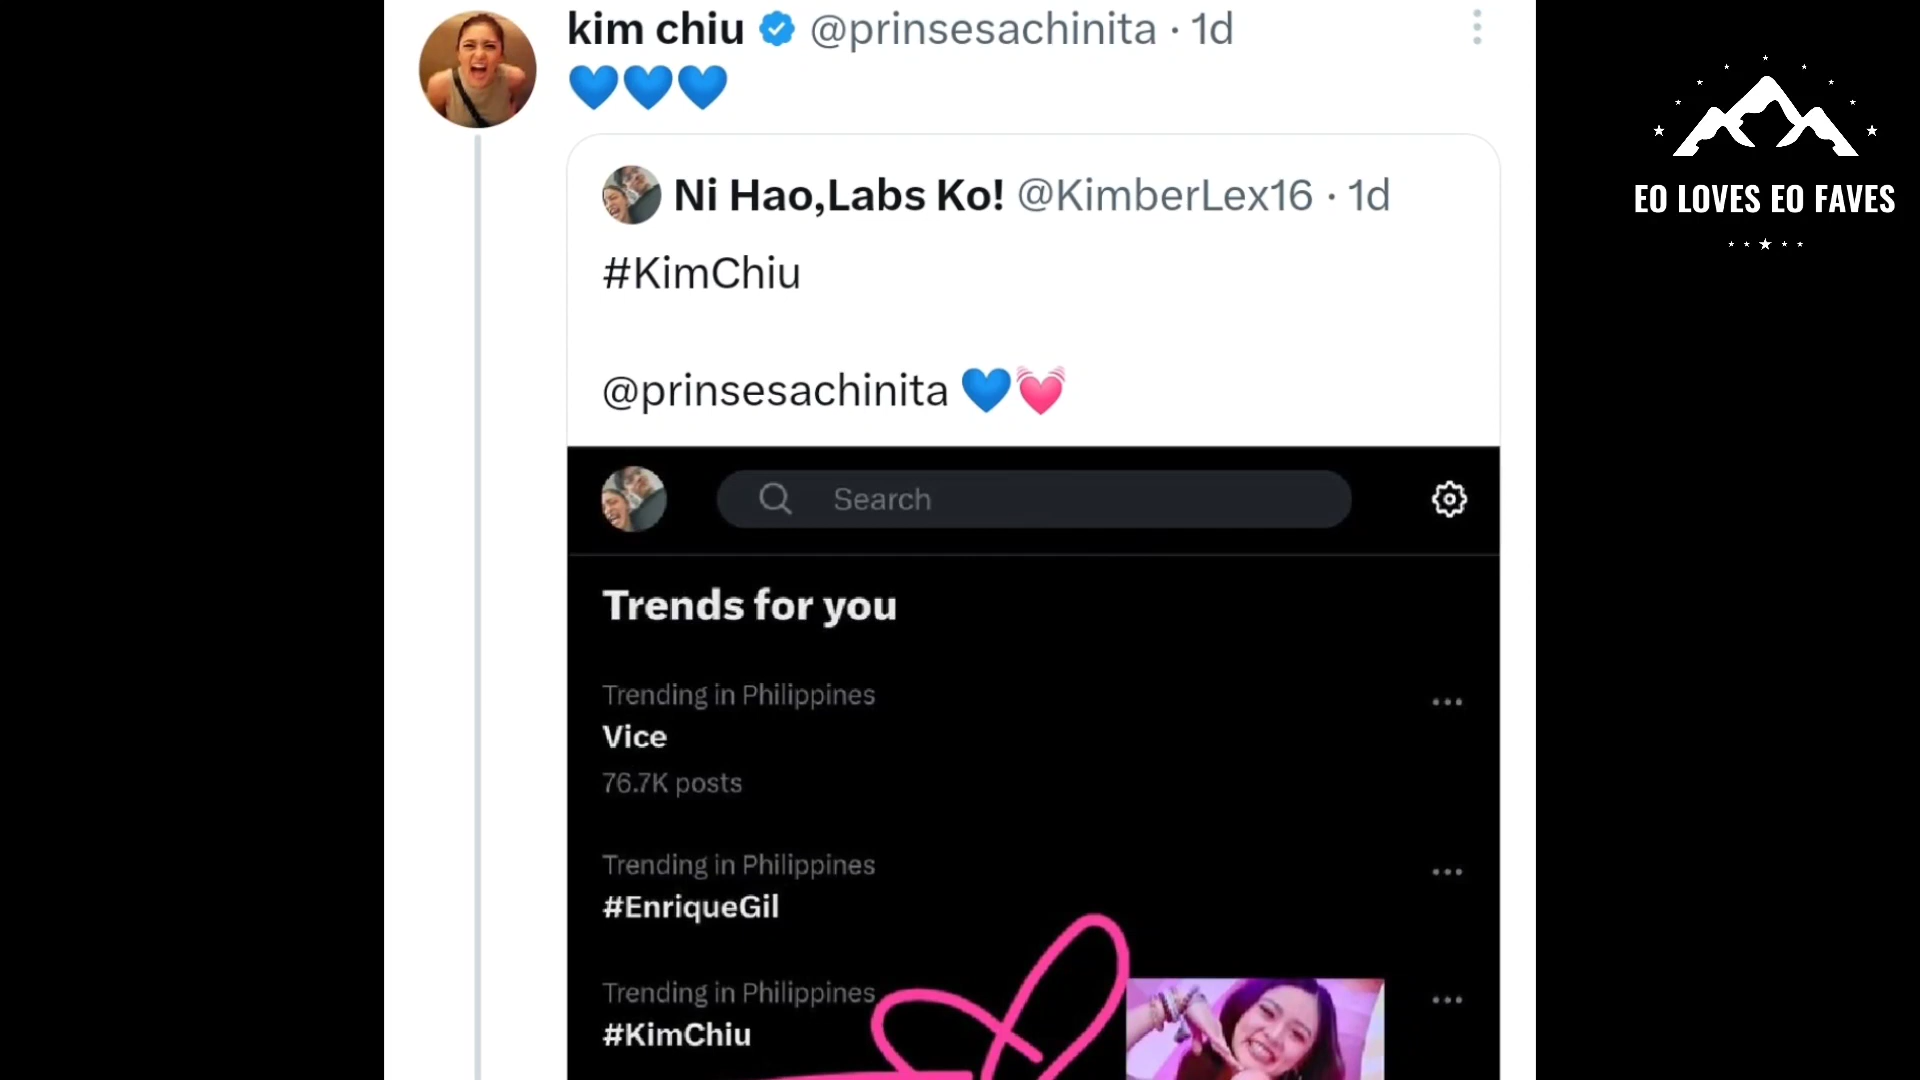 kim chiu @prinsesachinita · 1d
💙💙💙
Ni Hao,Labs Ko! @KimberLex16 · 1d
#KimChiu
@prinsesachinita 💙💓
Search
Trends for you
Trending in Philippines
Vice
76.7K posts
Trending in Philippines
#EnriqueGil
Trending in Philippines
#KimChiu
EO LOVES EO FAVES